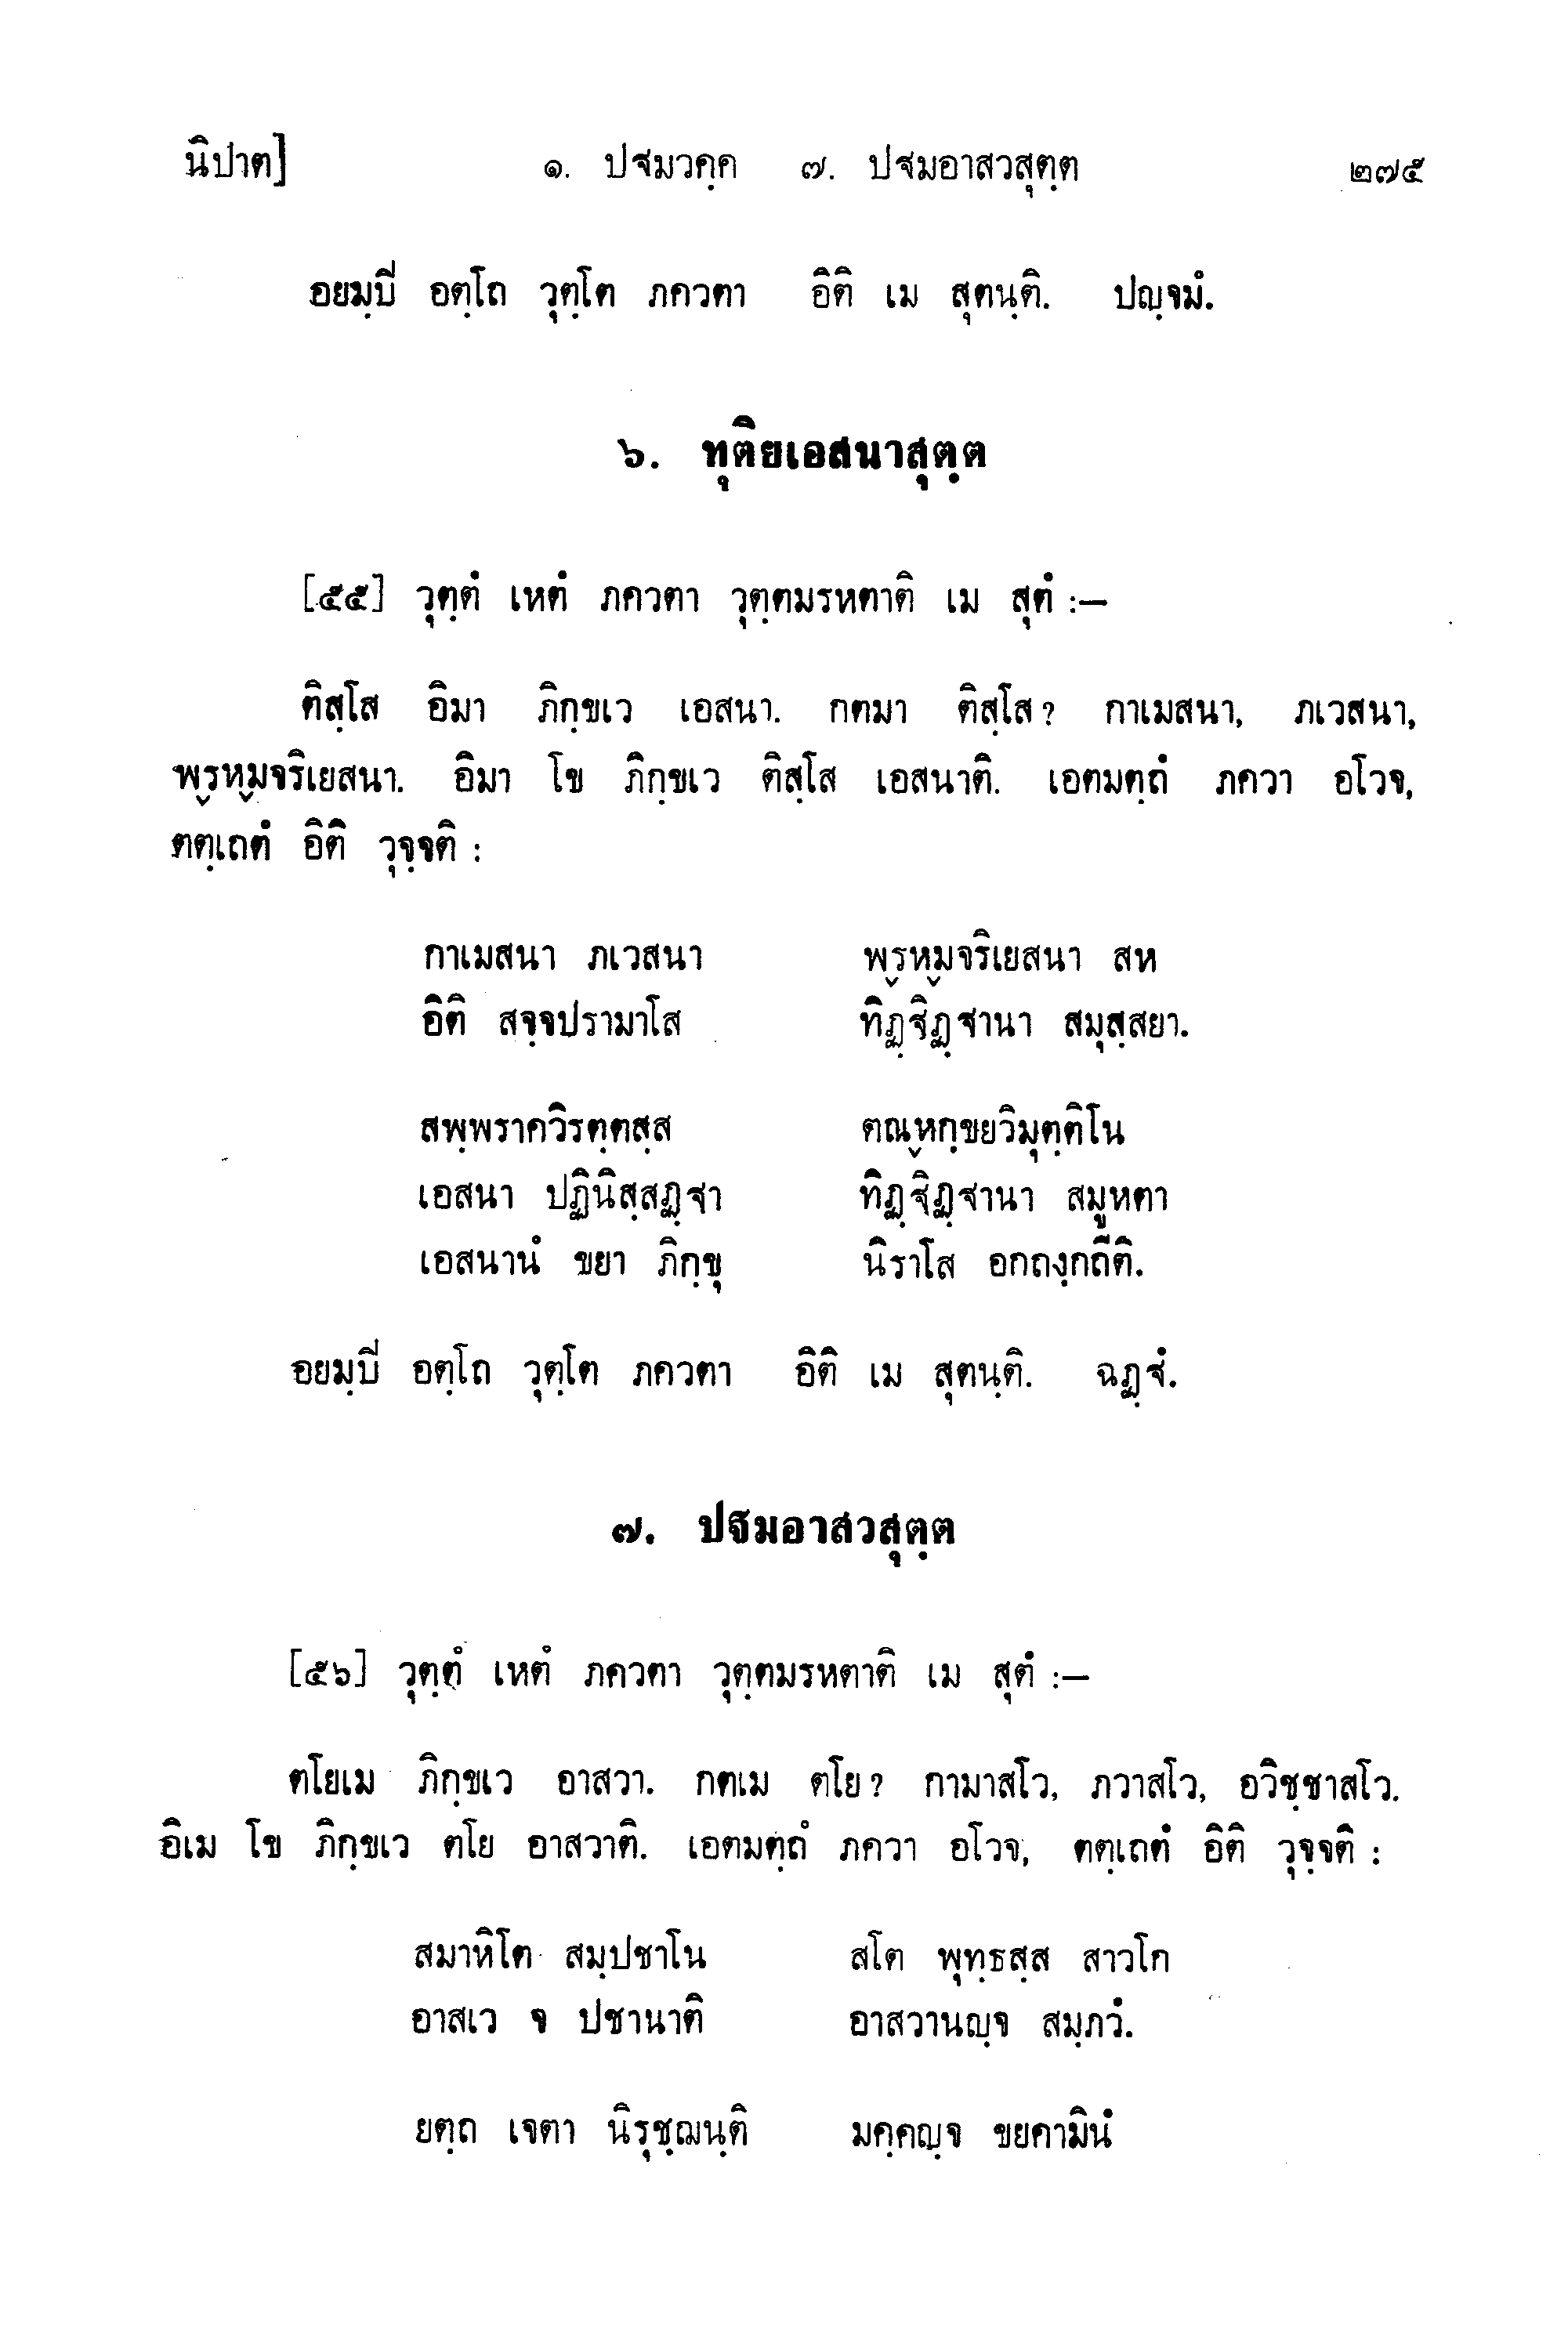 นิปาต] ๑. ปฐมวคฺค ๗. ปฐมอาสวสุตฺต ๒๗๕
อยมฺปิ อตฺโถ วุตฺโต ภควตา อิติ เม สุตนฺติ. ปญฺจมํ.
๖. ทุติยเอสนาสุตฺต
[๕๕] วุตฺตํ เหตํ ภควตา วุตฺตมรหตาติ เม สุตํ :—
ติสฺโส อิมา ภิกฺขเว เอสนา. กตมา ติสฺโส? กาเมสนา, ภเวสนา,
พฺรหฺมจริเยสนา. อิมา โข ภิกฺขเว ติสฺโส เอสนาติ. เอตมตฺถํ ภควา อโวจ,
ตตฺเถตํ อิติ วุจฺจติ :
กาเมสนา ภเวสนา พฺรหฺมจริเยสนา สห
อิติ สจฺจปรามาโส ทิฏฺฐิฏฺฐานา สมุสฺสยา.
สพฺพราควิรตฺตสฺส ตณฺหกฺขยวิมุตฺติโน
เอสนา ปฏินิสฺสฏฺฐา ทิฏฺฐิฏฺฐานา สมูหตา
เอสนานํ ขยา ภิกฺขุ นิราโส อกถงฺกถีติ.
อยมฺปิ อตฺโถ วุตฺโต ภควตา อิติ เม สุตนฺติ. ฉฏฺฐํ.
๗. ปฐมอาสวสุตฺต
[๕๖] วุตฺตํ เหตํ ภควตา วุตฺตมรหตาติ เม สุตํ :—
ตโยเม ภิกฺขเว อาสวา. กตเม ตโย? กามาสโว, ภวาสโว, อวิชฺชาสโว.
อิเม โข ภิกฺขเว ตโย อาสวาติ. เอตมตฺถํ ภควา อโวจ, ตตฺเถตํ อิติ วุจฺจติ :
สมาหิโต สมฺปชาโน สโต พุทฺธสฺส สาวโก
อาสเว จ ปชานาติ อาสวานญฺจ สมฺภวํ.
ยตฺถ เจตา นิรุชฺฌนฺติ มคฺคญฺจ ขยคามินํ